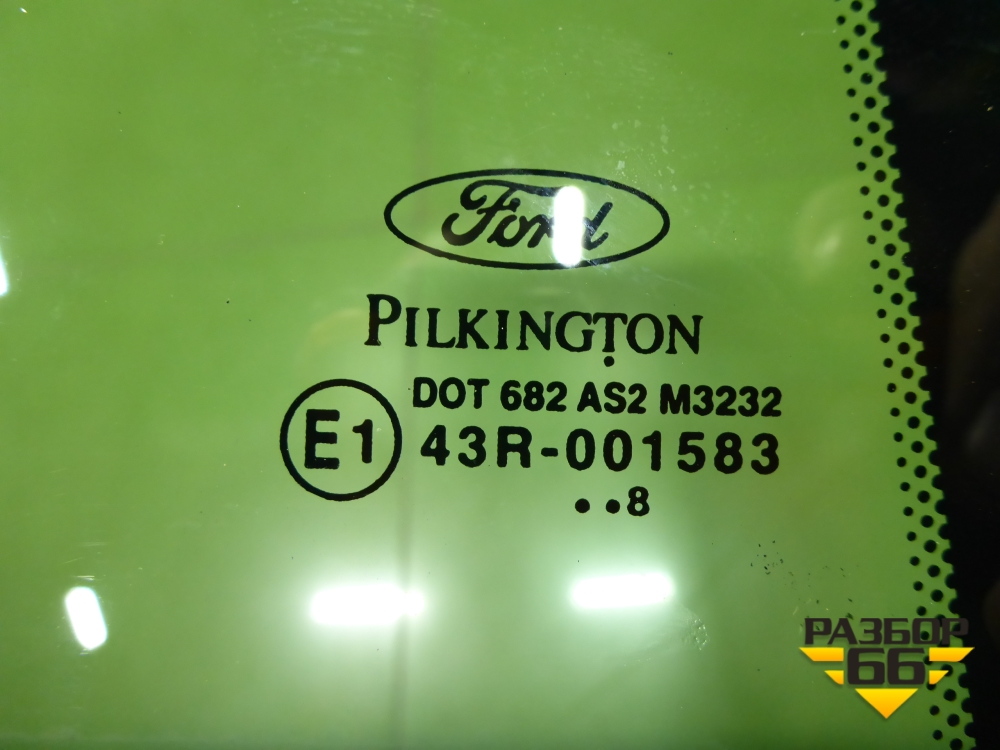 Ford
PILKINGTON
DOT 682 AS2 M3232
E1 43R-001583
..8
РАЗБОР
66